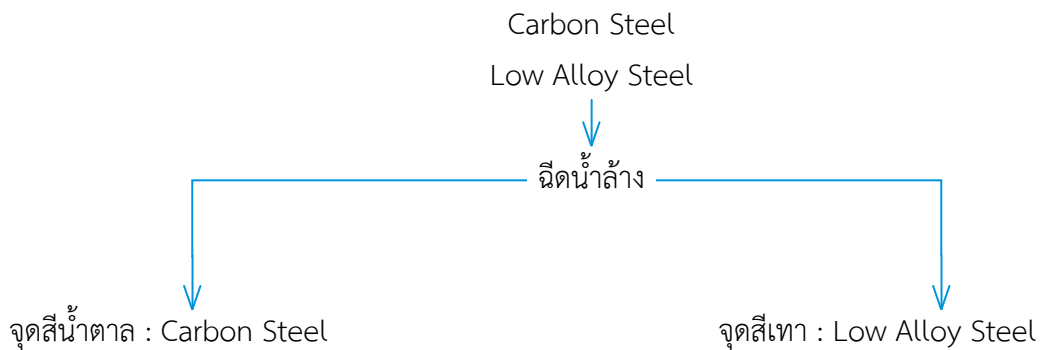 Carbon Steel
Low Alloy Steel
ฉีดน้ำล้าง
จุดสีน้ำตาล : Carbon Steel
จุดสีเทา : Low Alloy Steel